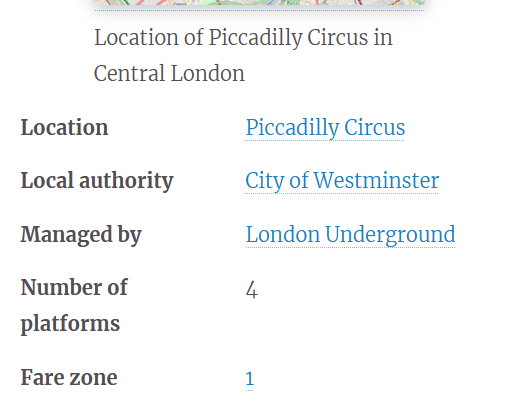 Location of Piccadilly Circus in
Central London
Location Piccadilly Circus
Local authority City of Westminster
Managed by London Underground
Number of 4
platforms
Fare zone 1